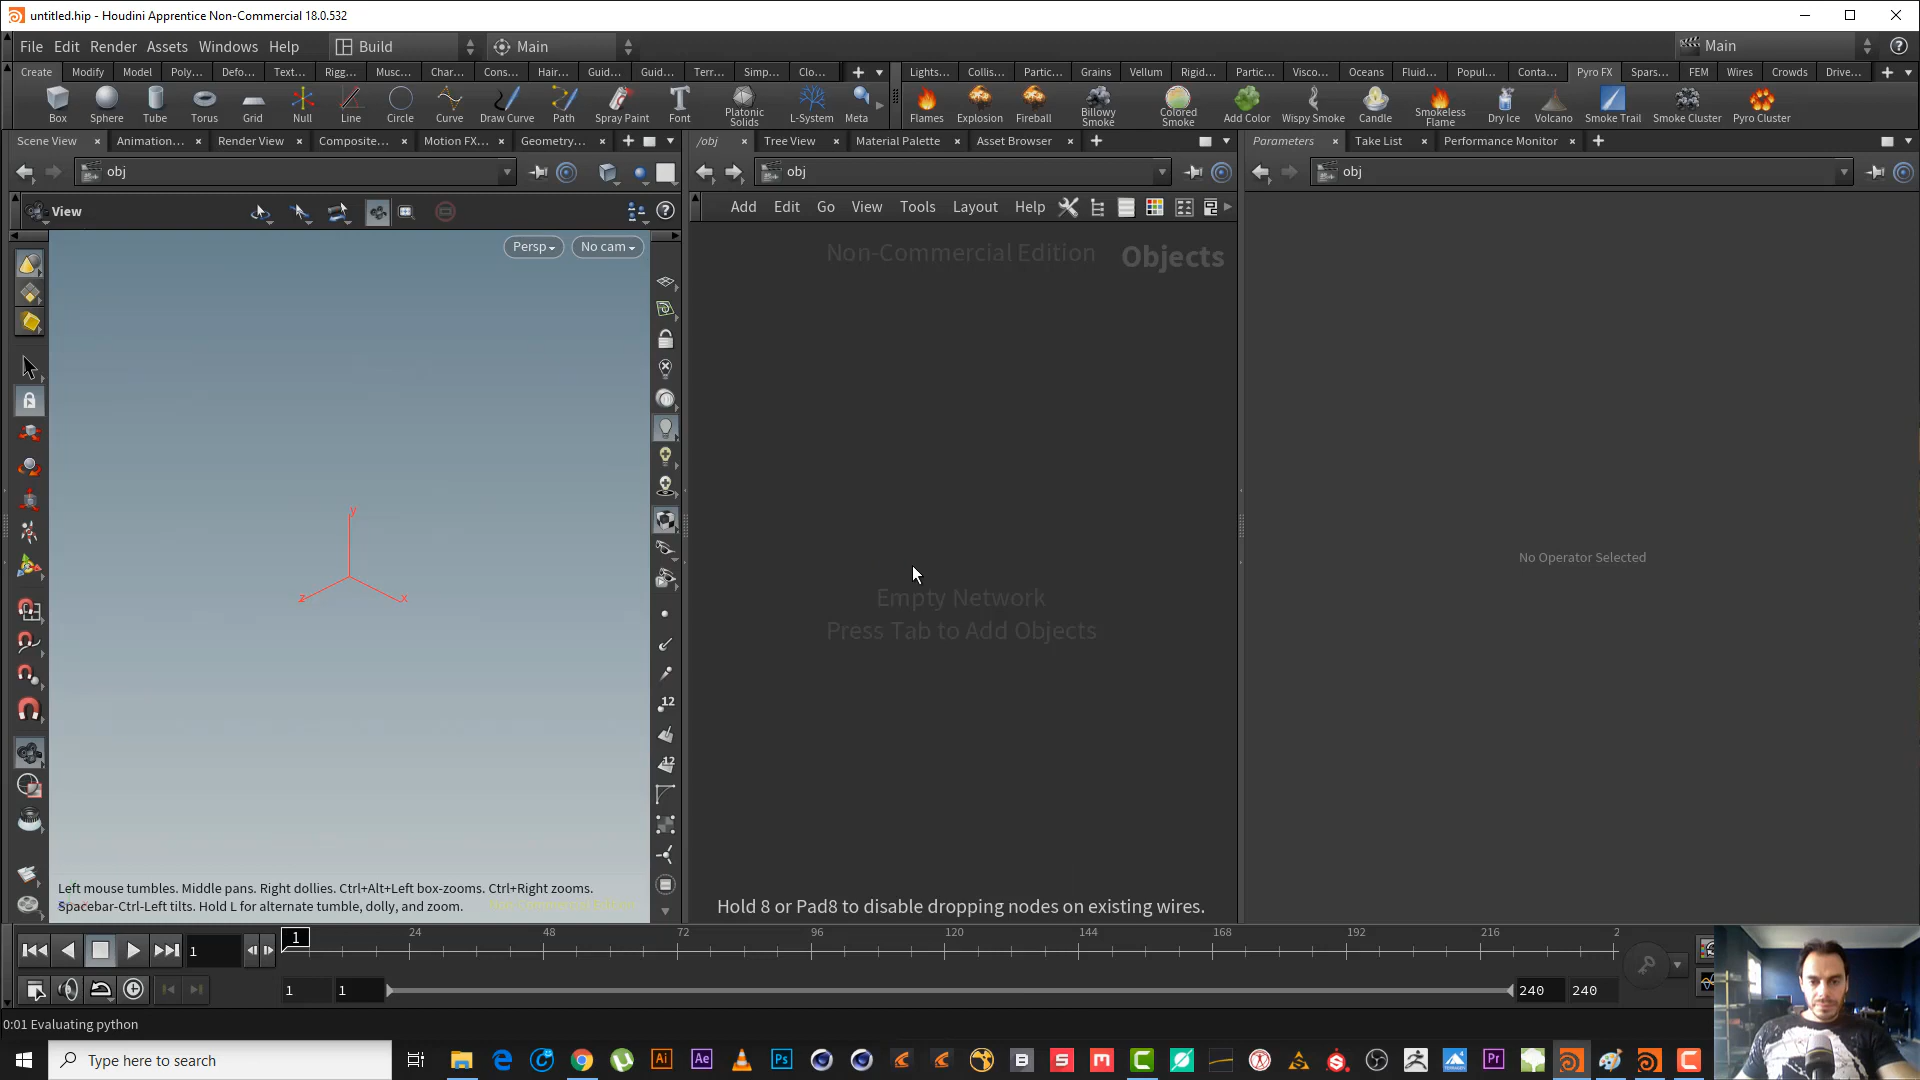 untitled.hip - Houdini Apprentice Non-Commercial 18.0.532
File Edit Render Assets Windows Help Build Main Main
Create Modify Model Poly... Defo... Text... Rigg... Musc... Char... Cons... Hair... Guid... Guid... Terr... Simp... Clo... Lights... Collis... Partic... Grains Vellum Rigid... Partic... Visco... Oceans Fluid... Popul... Conta... Pyro FX Spars... FEM Wires Crowds Drive...
Box Sphere Tube Torus Grid Null Line Circle Curve Draw Curve Path Spray Paint Font Platonic Solids L-System Meta Flames Explosion Fireball Billowy Smoke Colored Smoke Add Color Wispy Smoke Candle Smokeless Flame Dry Ice Volcano Smoke Trail Smoke Cluster Pyro Cluster
Scene View Animation... Render View Composite... Motion FX... Geometry... /obj Tree View Material Palette Asset Browser Parameters Take List Performance Monitor
obj obj obj
View Add Edit Go View Tools Layout Help
Persp No cam Non-Commercial Edition Objects
y
z x
No Operator Selected
Empty Network
Press Tab to Add Objects
12
12
Left mouse tumbles. Middle pans. Right dollies. Ctrl+Alt+Left box-zooms. Ctrl+Right zooms.
Spacebar-Ctrl-Left tilts. Hold L for alternate tumble, dolly, and zoom. Non-Commercial Edition
Hold 8 or Pad8 to disable dropping nodes on existing wires.
1 1 24 48 72 96 120 144 168 192 216 2
1 1 240 240
0:01 Evaluating python
Type here to search